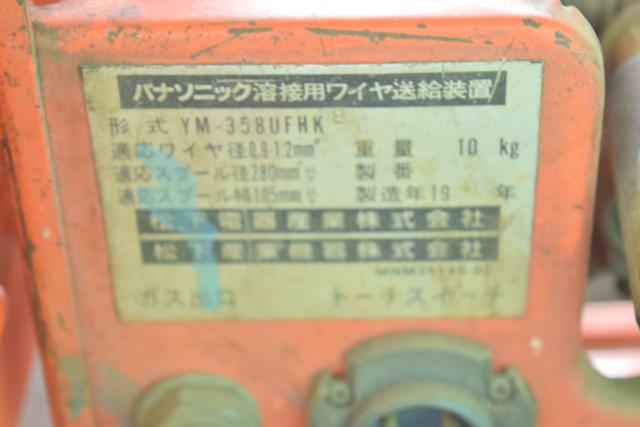 パナソニック溶接用ワイヤ送給装置
形式 YM-358UFHK
適応ワイヤ径0.9-1.2mm 重量 10 kg
適応スプール径280mm 製番
適応スプール幅105mm 製造年19 年
松下電器産業株式会社
松下産業機器株式会社
ガス出口 トーチスイッチ